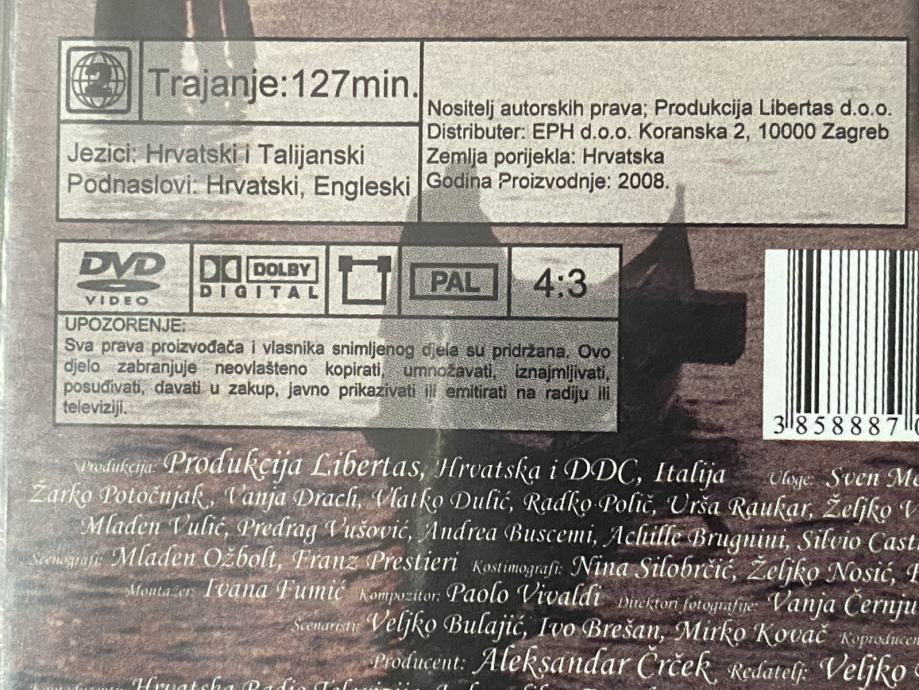 2
Trajanje:127min.
Jezici: Hrvatski i Talijanski
Podnaslovi: Hrvatski, Engleski
Nositelj autorskih prava; Produkcija Libertas d.o.o.
Distributer: EPH d.o.o. Koranska 2, 10000 Zagreb
Zemlja porijekla: Hrvatska
Godina Proizvodnje: 2008.
DVD VIDEO
DOLBY DIGITAL
PAL
4:3
UPOZORENJE:
Sva prava proizvođača i vlasnika snimljenog djela su pridržana. Ovo
djelo zabranjuje neovlašteno kopirati, umnožavati, iznajmljivati,
posuđivati, davati u zakup, javno prikazivati ili emitirati na radiju ili
televiziji.
3 858887
Produkcija: Produkcija Libertas, Hrvatska i DDC, Italija Uloge: Sven
Žarko Potočnjak, Vanja Drach, Vlatko Dulić, Radko Polič, Urša Raukar, Željko
Mladen Vulić, Predrag Vušović, Andrea Buscemi, Achille Brugnini, Silvio
Scenografi: Mladen Ožbolt, Franz Prestieri Kostimografi: Nina Silobrčić, Željko Nosić,
Montažer: Ivana Fumić Kompozitor: Paolo Vivaldi Direktori fotografije: Vanja
Scenaristi: Veljko Bulajić, Ivo Brešan, Mirko Kovač
Producent: Aleksandar Črček, Redatelj: Veljko
Hrvatska Radio Televizija,